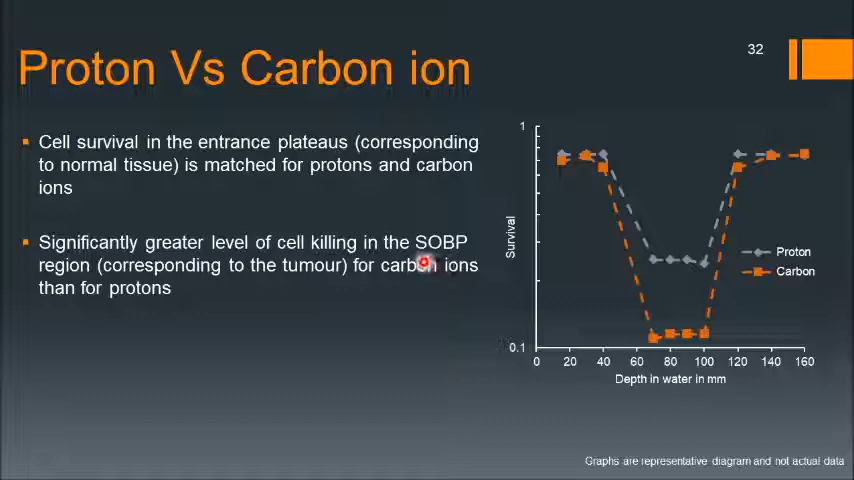 32
Proton Vs Carbon ion
Cell survival in the entrance plateaus (corresponding
to normal tissue) is matched for protons and carbon
ions
Significantly greater level of cell killing in the SOBP
region (corresponding to the tumour) for carbon ions
than for protons
1
Survival
Proton
Carbon
0.1
0 20 40 60 80 100 120 140 160
Depth in water in mm
Graphs are representative diagram and not actual data